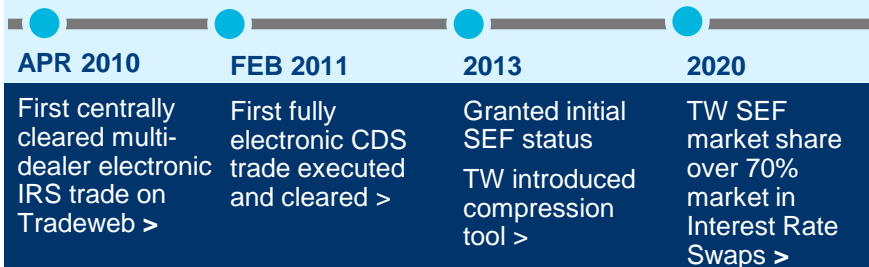 APR 2010
First centrally
cleared multi-
dealer electronic
IRS trade on
Tradeweb >
FEB 2011
First fully
electronic CDS
trade executed
and cleared >
2013
Granted initial
SEF status
TW introduced
compression
tool >
2020
TW SEF
market share
over 70%
market in
Interest Rate
Swaps >